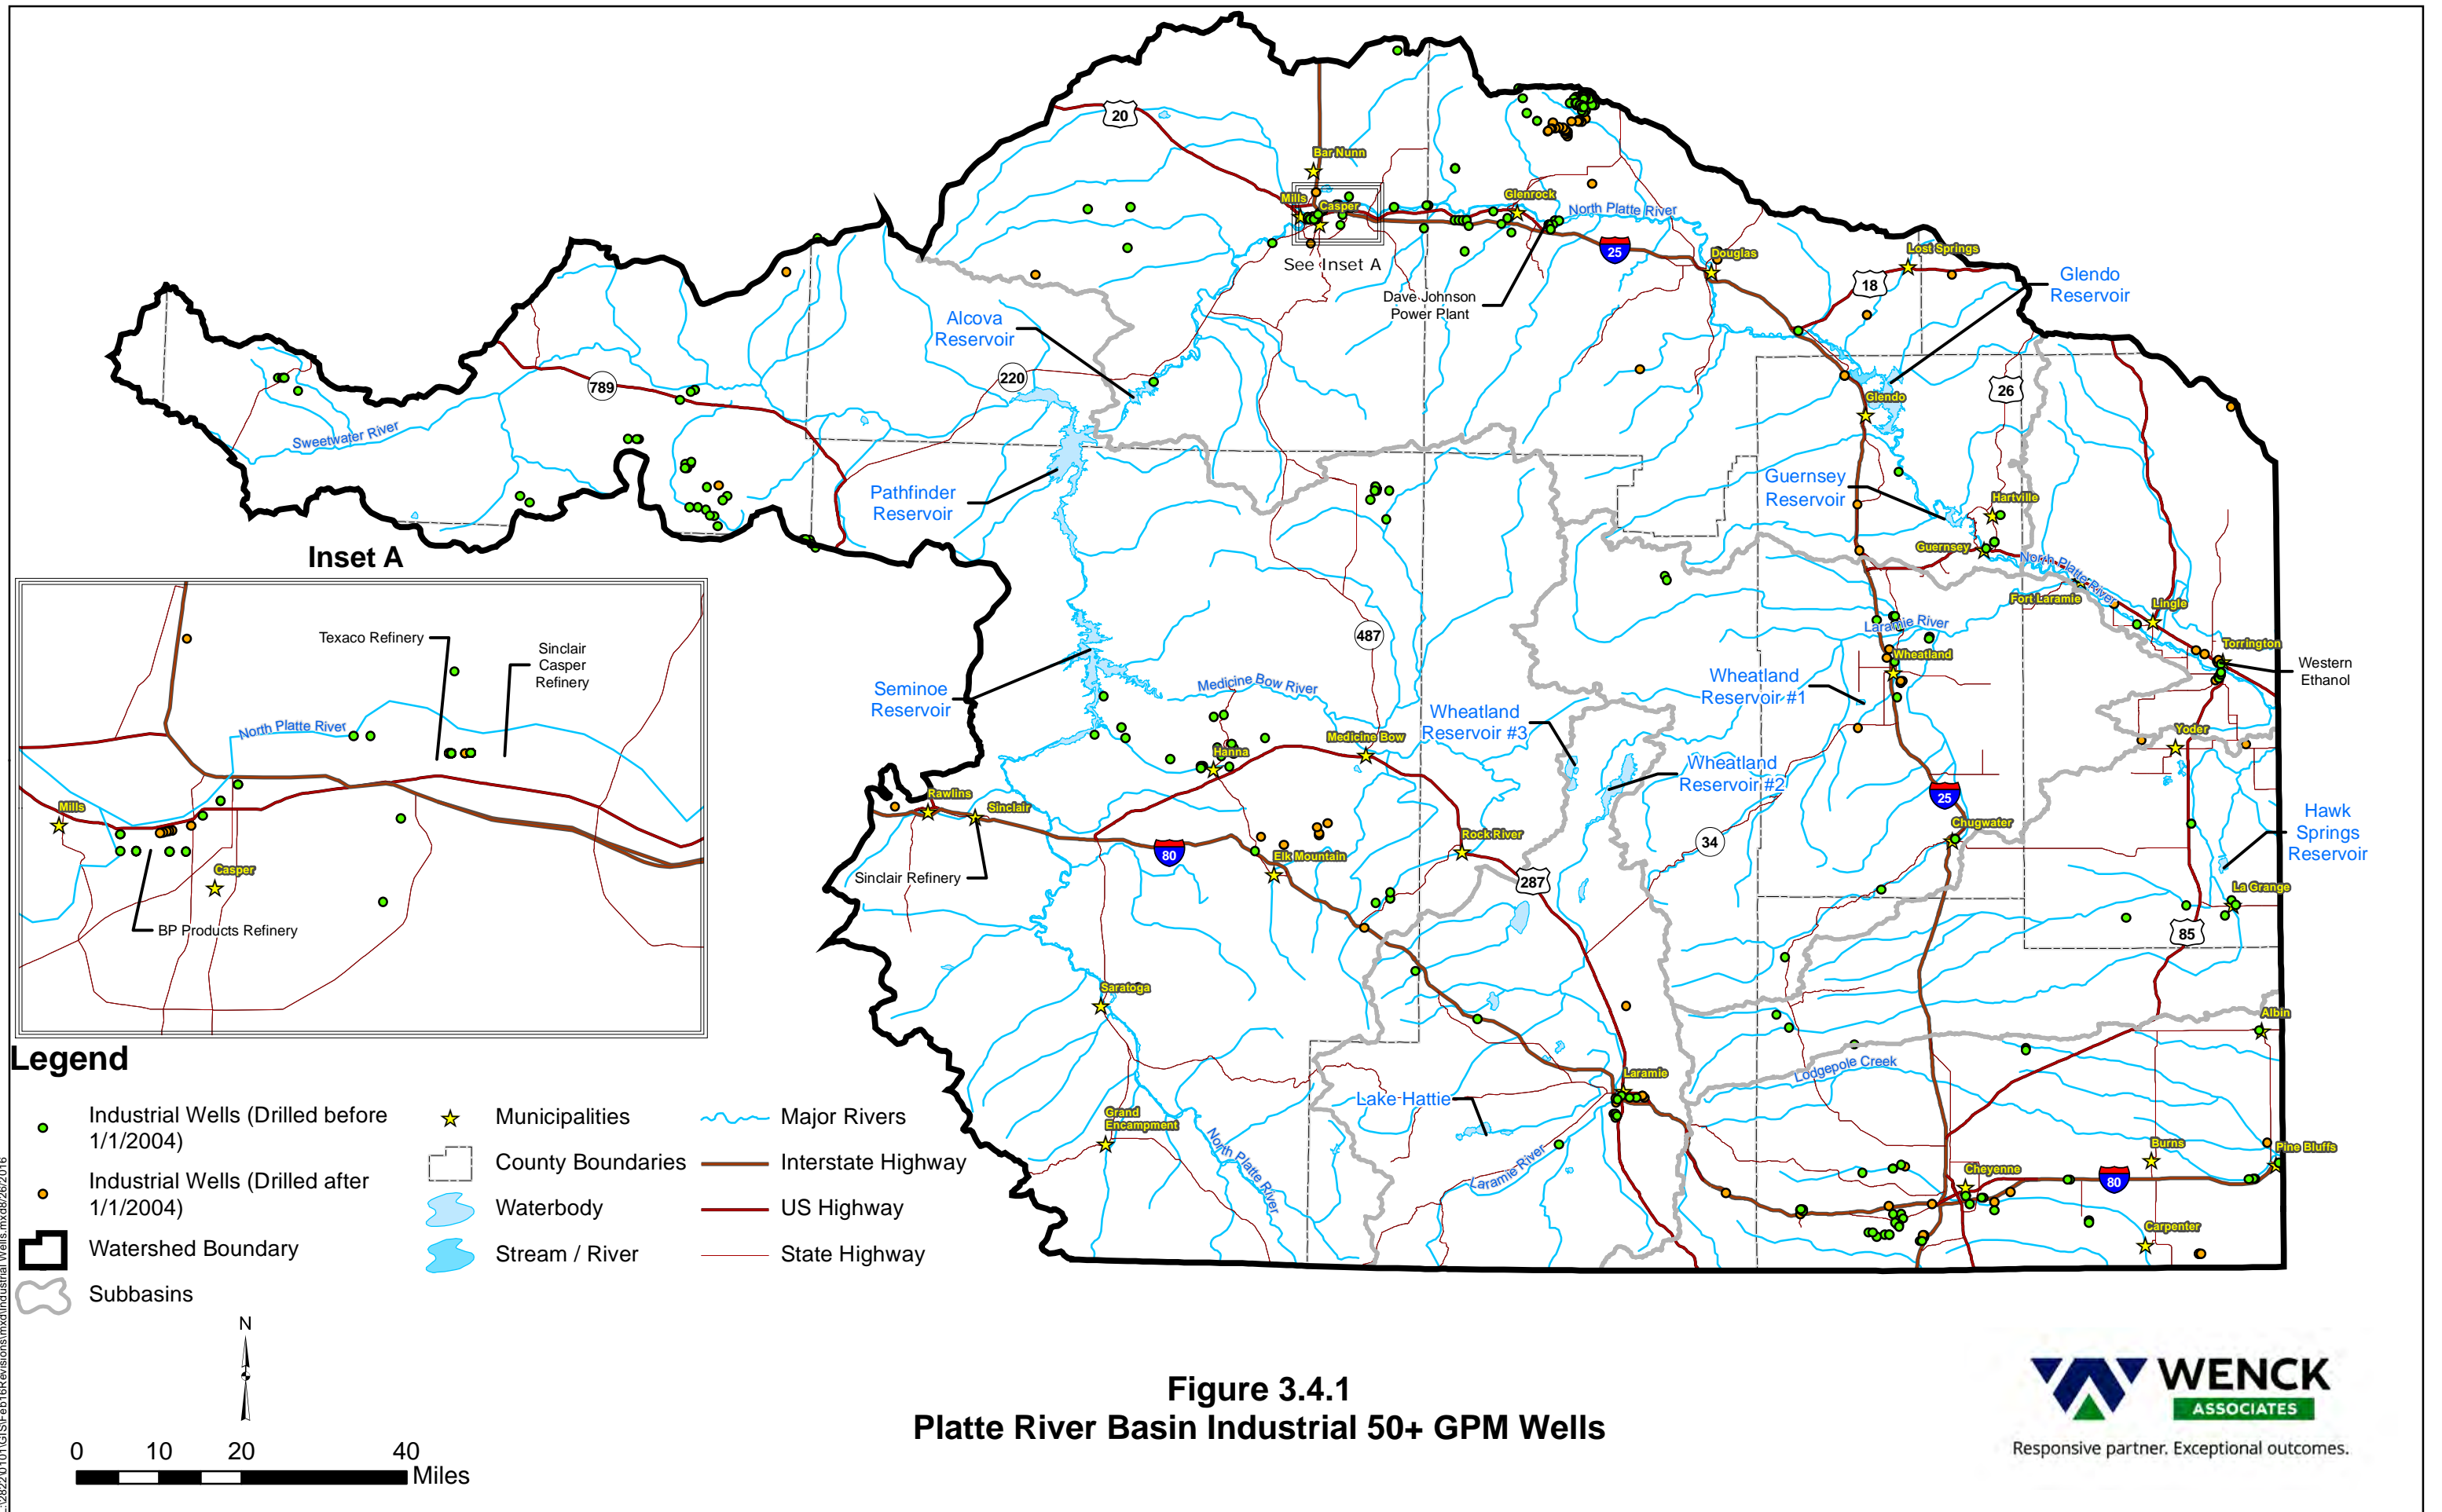 20
Bar Nunn
Mills
Casper
See Inset A
Glenrock
North Platte River
25
Douglas
Dave Johnson
Power Plant
Lost Springs
18
Glendo
Reservoir
Alcova
Reservoir
220
789
Sweetwater River
26
Glendo
Pathfinder
Reservoir
Guernsey
Reservoir
Hartville
Guernsey
North Platte River
Fort Laramie
Lingle
Laramie River
Torrington
Western
Ethanol
Wheatland
487
Seminoe
Reservoir
Medicine Bow River
Wheatland
Reservoir #1
Wheatland
Reservoir #3
Yoder
Medicine Bow
Hanna
Wheatland
Reservoir #2
25
Rawlins
Sinclair
Rock River
Chugwater
Hawk
Springs
Reservoir
80
Elk Mountain
34
Sinclair Refinery
287
La Grange
85
Saratoga
Albin
Lodgepole Creek
Laramie
Lake Hattie
Grand
Encampment
North Platte River
Laramie River
Burns
Pine Bluffs
Cheyenne
80
Carpenter
Inset A
Texaco Refinery
Sinclair
Casper
Refinery
North Platte River
Mills
Casper
BP Products Refinery
Legend
Industrial Wells (Drilled before
1/1/2004)
Industrial Wells (Drilled after
1/1/2004)
Watershed Boundary
Subbasins
Municipalities
County Boundaries
Waterbody
Stream / River
Major Rivers
Interstate Highway
US Highway
State Highway
N
0 10 20 40
Miles
Figure 3.4.1
Platte River Basin Industrial 50+ GPM Wells
WENCK
ASSOCIATES
Responsive partner. Exceptional outcomes.